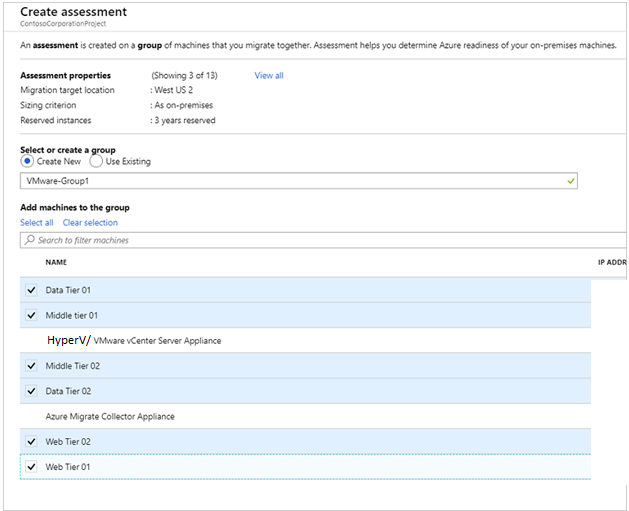 Create assessment
ContosoCorporationProject
An assessment is created on a group of machines that you migrate together. Assessment helps you determine Azure readiness of your on-premises machines.
Assessment properties (Showing 3 of 13) View all
Migration target location : West US 2
Sizing criterion : As on-premises
Reserved instances : 3 years reserved
Select or create a group
Create New Use Existing
VMware-Group1
Add machines to the group
Select all Clear selection
Search to filter machines
NAME IP ADDR
Data Tier 01
Middle tier 01
HyperV/ VMware vCenter Server Appliance
Middle Tier 02
Data Tier 02
Azure Migrate Collector Appliance
Web Tier 02
Web Tier 01